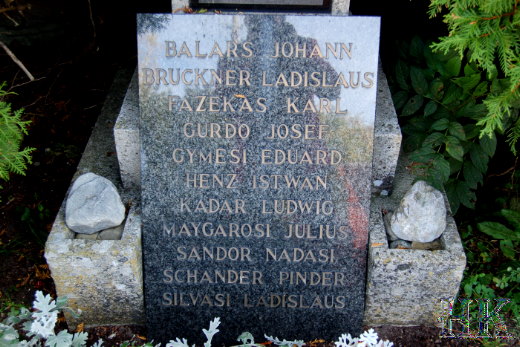 BALARS JOHANN
BRUCKNER LADISLAUS
FAZEKAS KARL
GURDO JOSEF
GYMESI EDUARD
HENZ ISTWAN
KADAR LUDWIG
MAYGAROSI JULIUS
SANDOR NADASI
SCHANDER PINDER
SILVASI LADISLAUS
HK